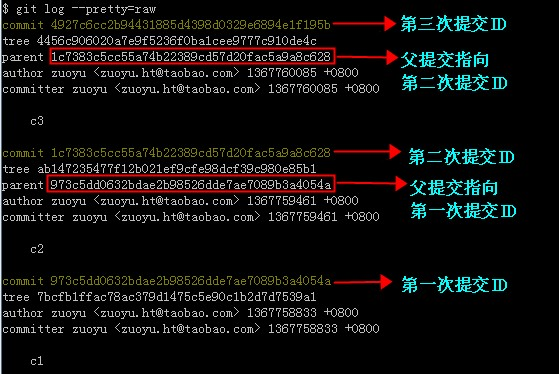 $ git log --pretty=raw
commit 4927c6cc2b94431885d4398d0329e6894e1f195b 第三次提交ID
tree 4456c906020a7e9f5236f0ba1cee9777c910de4c
parent 1c7383c5cc55a74b22389cd57d20fac5a9a8c628 父提交指向
author zuoyu <zuoyu.ht@taobao.com> 1367760085 +0800 第二次提交ID
committer zuoyu <zuoyu.ht@taobao.com> 1367760085 +0800
c3
commit 1c7383c5cc55a74b22389cd57d20fac5a9a8c628 第二次提交ID
tree ab147235477f12b021ef9cfe98dcf39c980e85b1
parent 973c5dd0632bdae2b98526dde7ae7089b3a4054a 父提交指向
author zuoyu <zuoyu.ht@taobao.com> 1367759461 +0800 第一次提交ID
committer zuoyu <zuoyu.ht@taobao.com> 1367759461 +0800
c2
commit 973c5dd0632bdae2b98526dde7ae7089b3a4054a 第一次提交ID
tree 7bcfb1ffac78ac379d1475c5e90c1b2d7d7539a1
author zuoyu <zuoyu.ht@taobao.com> 1367758833 +0800
committer zuoyu <zuoyu.ht@taobao.com> 1367758833 +0800
c1